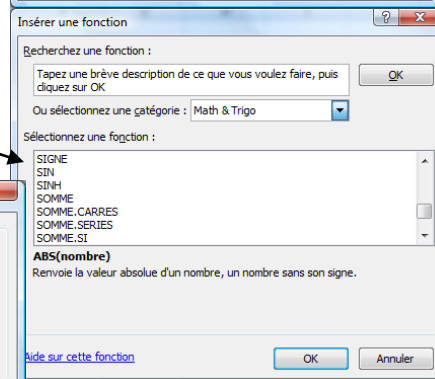 Insérer une fonction
Recherchez une fonction :
Tapez une brève description de ce que vous voulez faire, puis
cliquez sur OK
OK
Ou sélectionnez une catégorie : Math & Trigo
Sélectionnez une fonction :
SIGNE
SIN
SINH
SOMME
SOMME.CARRES
SOMME.SERIES
SOMME.SI
ABS(nombre)
Renvoie la valeur absolue d'un nombre, un nombre sans son signe.
Aide sur cette fonction
OK
Annuler